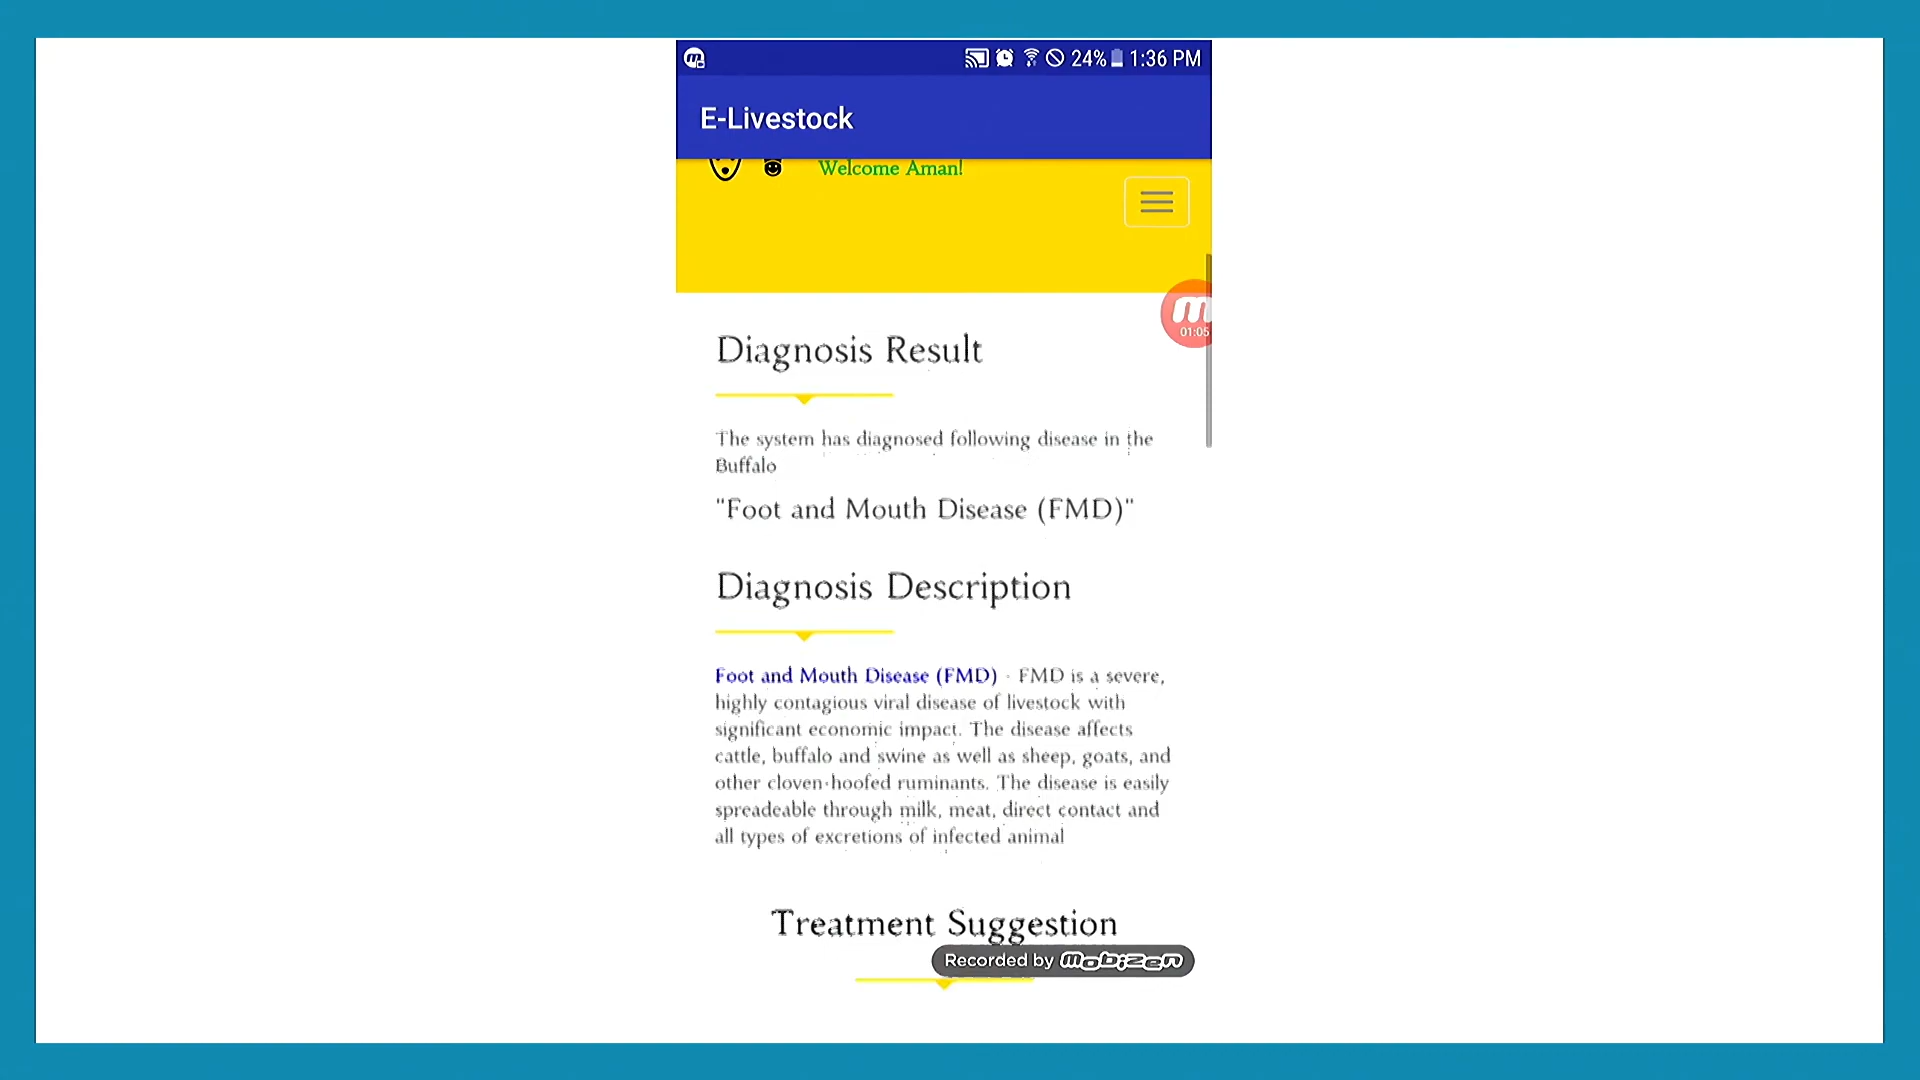 24% 1:36 PM
E-Livestock
Welcome Aman!
01:05
Diagnosis Result
The system has diagnosed following disease in the
Buffalo
"Foot and Mouth Disease (FMD)"
Diagnosis Description
Foot and Mouth Disease (FMD) - FMD is a severe,
highly contagious viral disease of livestock with
significant economic impact. The disease affects
cattle, buffalo and swine as well as sheep, goats, and
other cloven-hoofed ruminants. The disease is easily
spreadeable through milk, meat, direct contact and
all types of excretions of infected animal
Treatment Suggestion
Recorded by mobizen